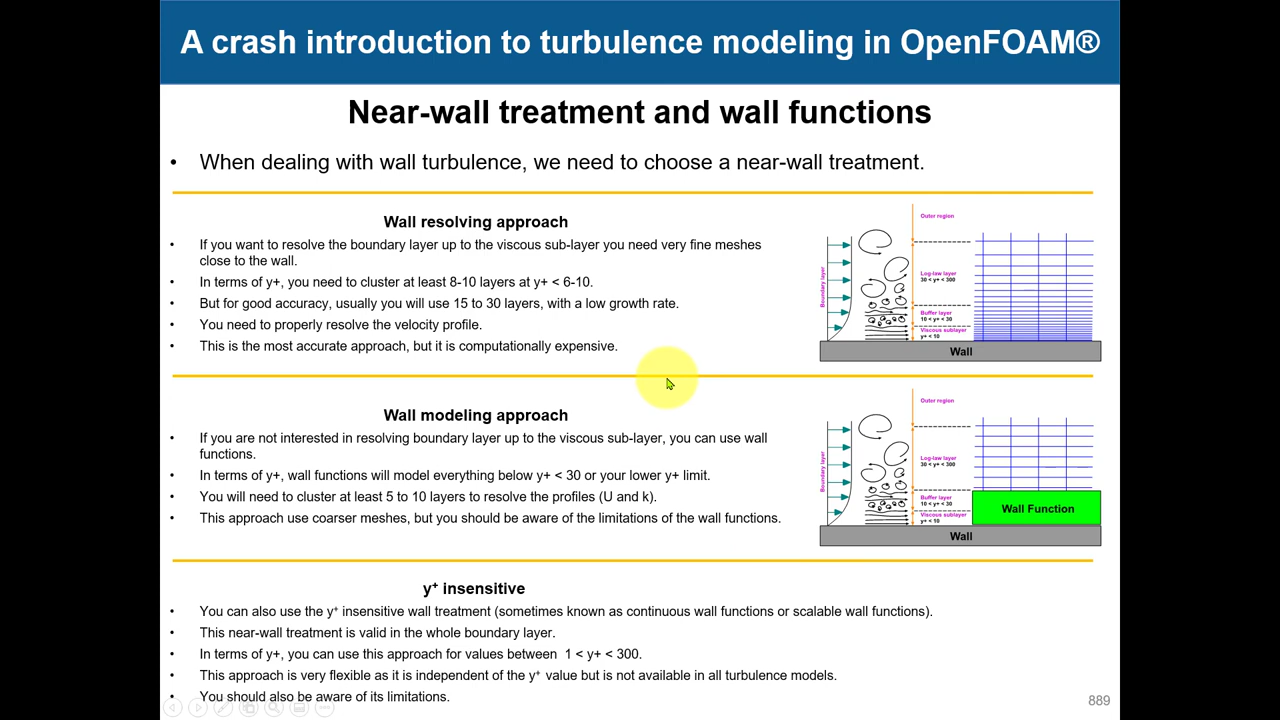 A crash introduction to turbulence modeling in OpenFOAM®
Near-wall treatment and wall functions
• When dealing with wall turbulence, we need to choose a near-wall treatment.
Wall resolving approach
• If you want to resolve the boundary layer up to the viscous sub-layer you need very fine meshes
close to the wall.
• In terms of y+, you need to cluster at least 8-10 layers at y+ < 6-10.
• But for good accuracy, usually you will use 15 to 30 layers, with a low growth rate.
• You need to properly resolve the velocity profile.
• This is the most accurate approach, but it is computationally expensive.
Outer region
Boundary layer
Log-law layer
30 < y+ < 300
Buffer layer
10 < y+ < 30
Viscous sublayer
y+ < 10
Wall
Wall modeling approach
• If you are not interested in resolving boundary layer up to the viscous sub-layer, you can use wall
functions.
• In terms of y+, wall functions will model everything below y+ < 30 or your lower y+ limit.
• You will need to cluster at least 5 to 10 layers to resolve the profiles (U and k).
• This approach use coarser meshes, but you should be aware of the limitations of the wall functions.
Outer region
Boundary layer
Log-law layer
30 < y+ < 300
Buffer layer
10 < y+ < 30
Viscous sublayer
y+ < 10
Wall Function
Wall
y⁺ insensitive
• You can also use the y⁺ insensitive wall treatment (sometimes known as continuous wall functions or scalable wall functions).
• This near-wall treatment is valid in the whole boundary layer.
• In terms of y+, you can use this approach for values between 1 < y+ < 300.
• This approach is very flexible as it is independent of the y⁺ value but is not available in all turbulence models.
• You should also be aware of its limitations.
889